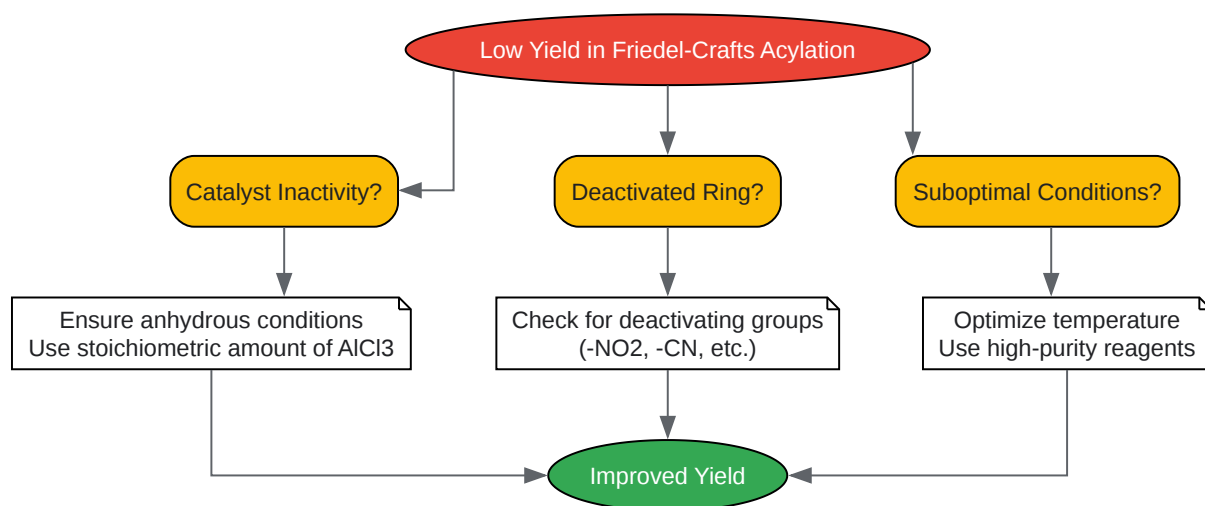 Low Yield in Friedel-Crafts Acylation
Catalyst Inactivity?
Deactivated Ring?
Suboptimal Conditions?
Ensure anhydrous conditions
Use stoichiometric amount of AlCl3
Check for deactivating groups
(-NO2, -CN, etc.)
Optimize temperature
Use high-purity reagents
Improved Yield